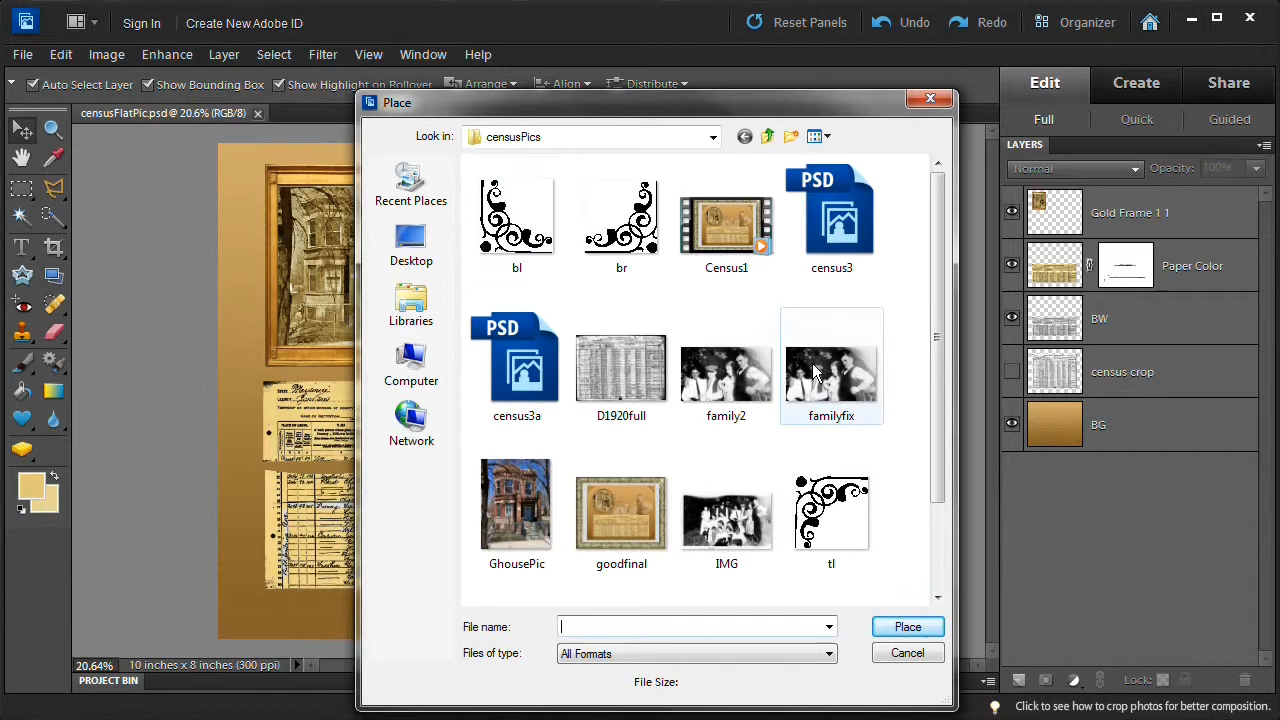 Sign In
Create New Adobe ID
Reset Panels
Undo
Redo
Organizer
File Edit Image Enhance Layer Select Filter View Window Help
Auto Select Layer
Show Bounding Box
Show Highlight on Rollover
Arrange
Align
Distribute
Edit
Create
Share
Full
Quick
Guided
censusFlatPic.psd @ 20.6% (RGB/8)
Place
Look in:
censusPics
Recent Places
Desktop
Libraries
Computer
Network
bl
br
Census1
PSD
census3
PSD
census3a
D1920full
family2
familyfix
GhousePic
goodfinal
IMG
tl
File name:
Place
Files of type:
All Formats
Cancel
File Size:
LAYERS
Normal
Opacity:
100%
Gold Frame 1 1
Paper Color
BW
census crop
BG
Lock:
20.64%
10 inches x 8 inches (300 ppi)
PROJECT BIN
Click to see how to crop photos for better composition.